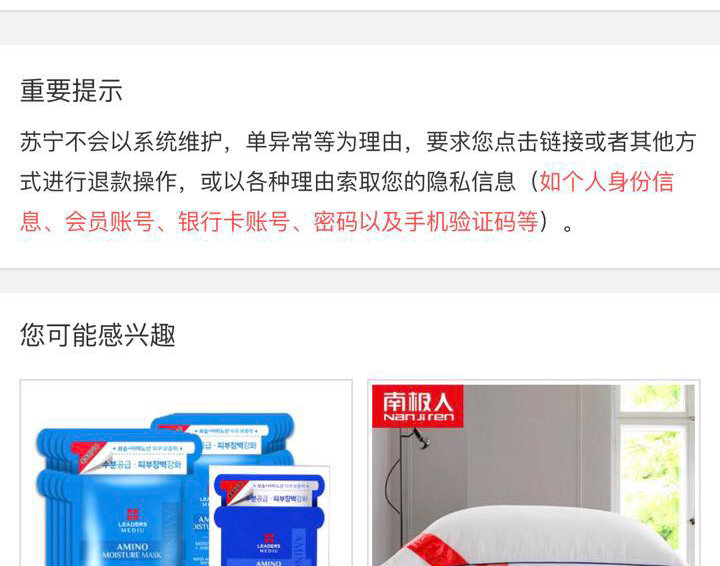 重要提示
苏宁不会以系统维护，单异常等为理由，要求您点击链接或者其他方
式进行退款操作，或以各种理由索取您的隐私信息（如个人身份信
息、会员账号、银行卡账号、密码以及手机验证码等）。
您可能感兴趣
수분공급·피부장벽강화
수분공급·피부장벽강화
LEADERS
MEDIU
AMINO
MOISTURE MASK
LEADERS
MEDIU
AMINO
南极人
NanJiren